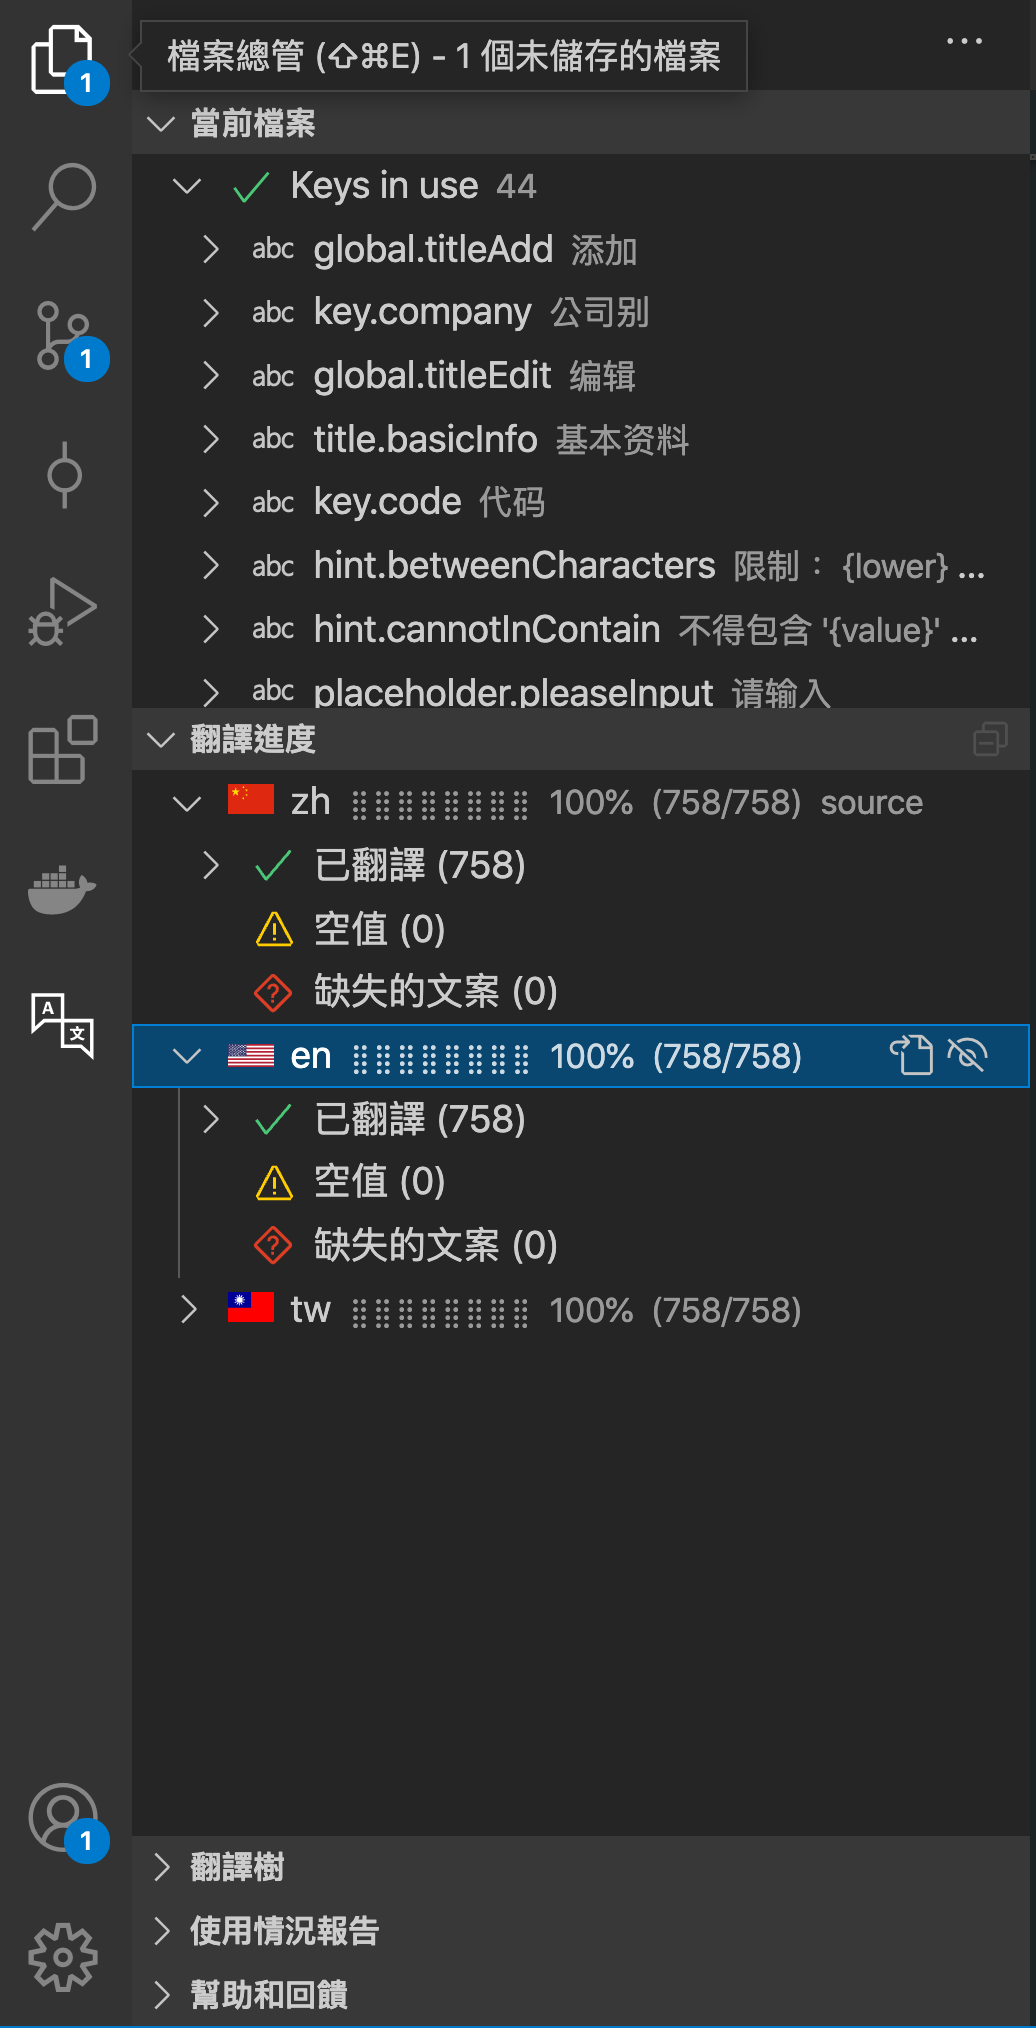 檔案總管 (⇧⌘E) - 1 個未儲存的檔案
1
當前檔案
Keys in use 44
abc global.titleAdd 添加
abc key.company 公司别
abc global.titleEdit 编辑
1
abc title.basicInfo 基本资料
abc key.code 代码
abc hint.betweenCharacters 限制： {lower} ...
abc hint.cannotInContain 不得包含 '{value}' ...
abc placeholder.pleaseInput 请输入
翻譯進度
zh 100% (758/758) source
已翻譯 (758)
空值 (0)
缺失的文案 (0)
A 文
en 100% (758/758)
已翻譯 (758)
空值 (0)
缺失的文案 (0)
tw 100% (758/758)
1
翻譯樹
使用情況報告
幫助和回饋